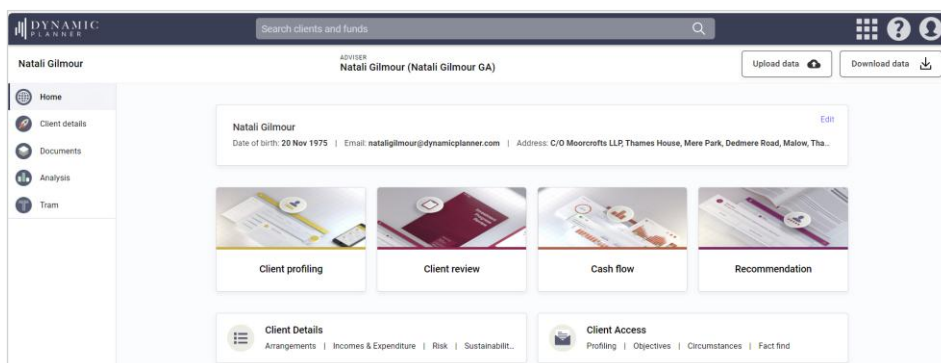 DYNAMIC
PLANNER
Search clients and funds
Natali Gilmour
ADVISER
Natali Gilmour (Natali Gilmour GA)
Upload data
Download data
Home
Client details
Documents
Analysis
Tram
Natali Gilmour
Edit
Date of birth: 20 Nov 1975 | Email: nataligilmour@dynamicplanner.com | Address: C/O Moorcrofts LLP, Thames House, Mere Park, Dedmere Road, Malow, Tha...
Client profiling
Client review
Cash flow
Recommendation
Client Details
Arrangements | Incomes & Expenditure | Risk | Sustainabilit...
Client Access
Profiling | Objectives | Circumstances | Fact find